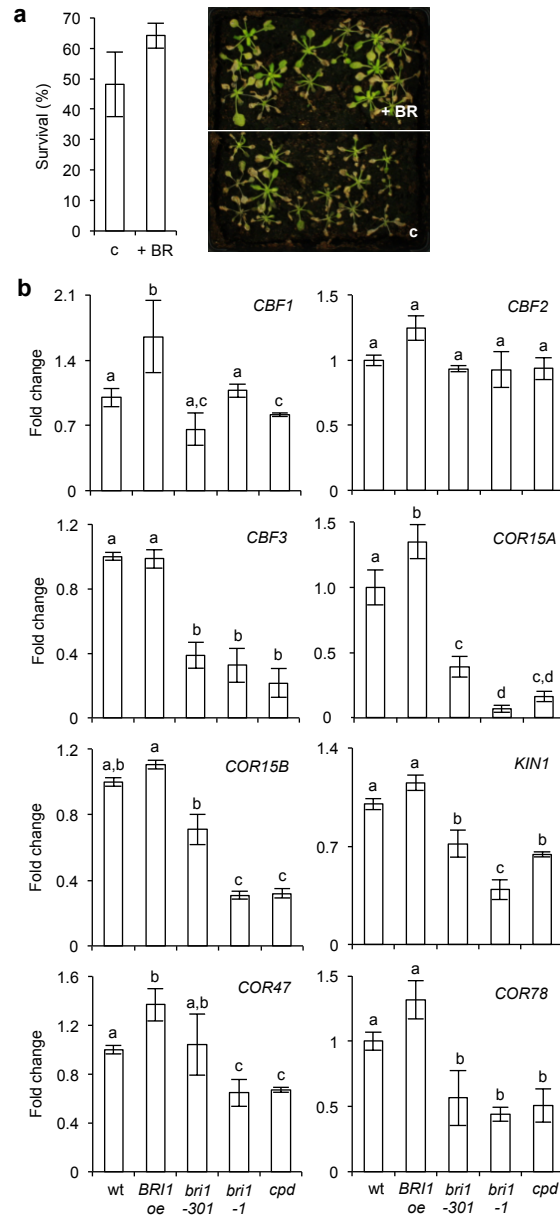 a
70
60
50
40
30
20
10
0
Survival (%)
c + BR
+ BR
c
b
CBF1
2.1
1.4
0.7
0
Fold change
a b a,c a c
CBF2
1.5
1
0.5
0
a a a a a
CBF3
1.2
0.8
0.4
0
Fold change
a a b b b
COR15A
1.5
1
0.5
0
a b c d c,d
COR15B
1.2
0.8
0.4
0
Fold change
a,b a b c c
KIN1
1.4
0.7
0
a a b c b
COR47
1.6
1.2
0.8
0.4
0
Fold change
a b a,b c c
COR78
1.5
1
0.5
0
a a b b b
wt BRI1 bri1 bri1 cpd
oe -301 -1
wt BRI1 bri1 bri1 cpd
oe -301 -1